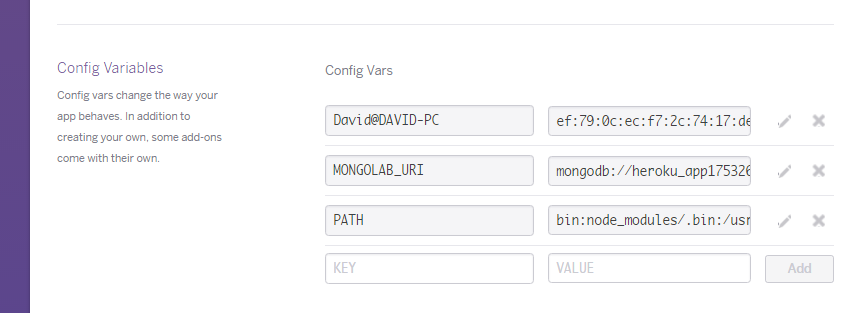 Config Variables
Config vars change the way your
app behaves. In addition to
creating your own, some add-ons
come with their own.
Config Vars
David@DAVID-PC ef:79:0c:ec:f7:2c:74:17:de
MONGOLAB_URI mongodb://heroku_app175326
PATH bin:node_modules/.bin:/usr
KEY VALUE Add